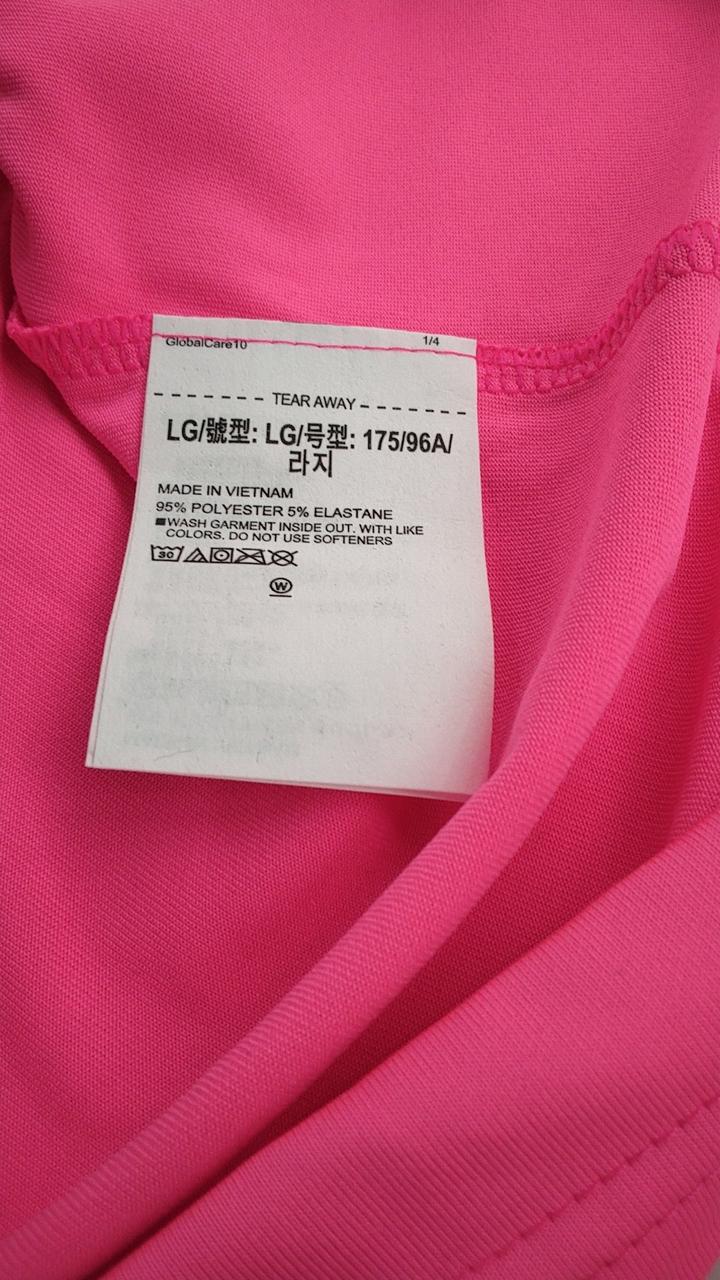 GlobalCare10 1/4
TEAR AWAY
LG/號型: LG/号型: 175/96A/
라지
MADE IN VIETNAM
95% POLYESTER 5% ELASTANE
WASH GARMENT INSIDE OUT. WITH LIKE
COLORS. DO NOT USE SOFTENERS
30
W